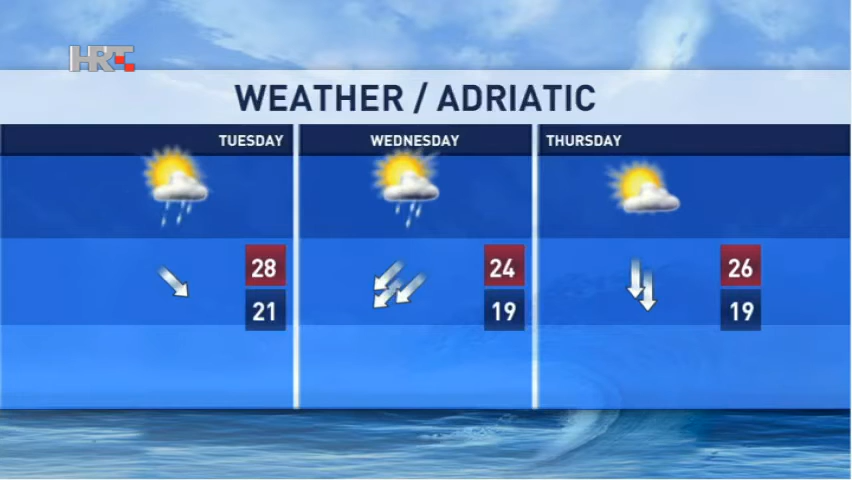 HRT
WEATHER / ADRIATIC
TUESDAY WEDNESDAY THURSDAY
28 24 26
21 19 19